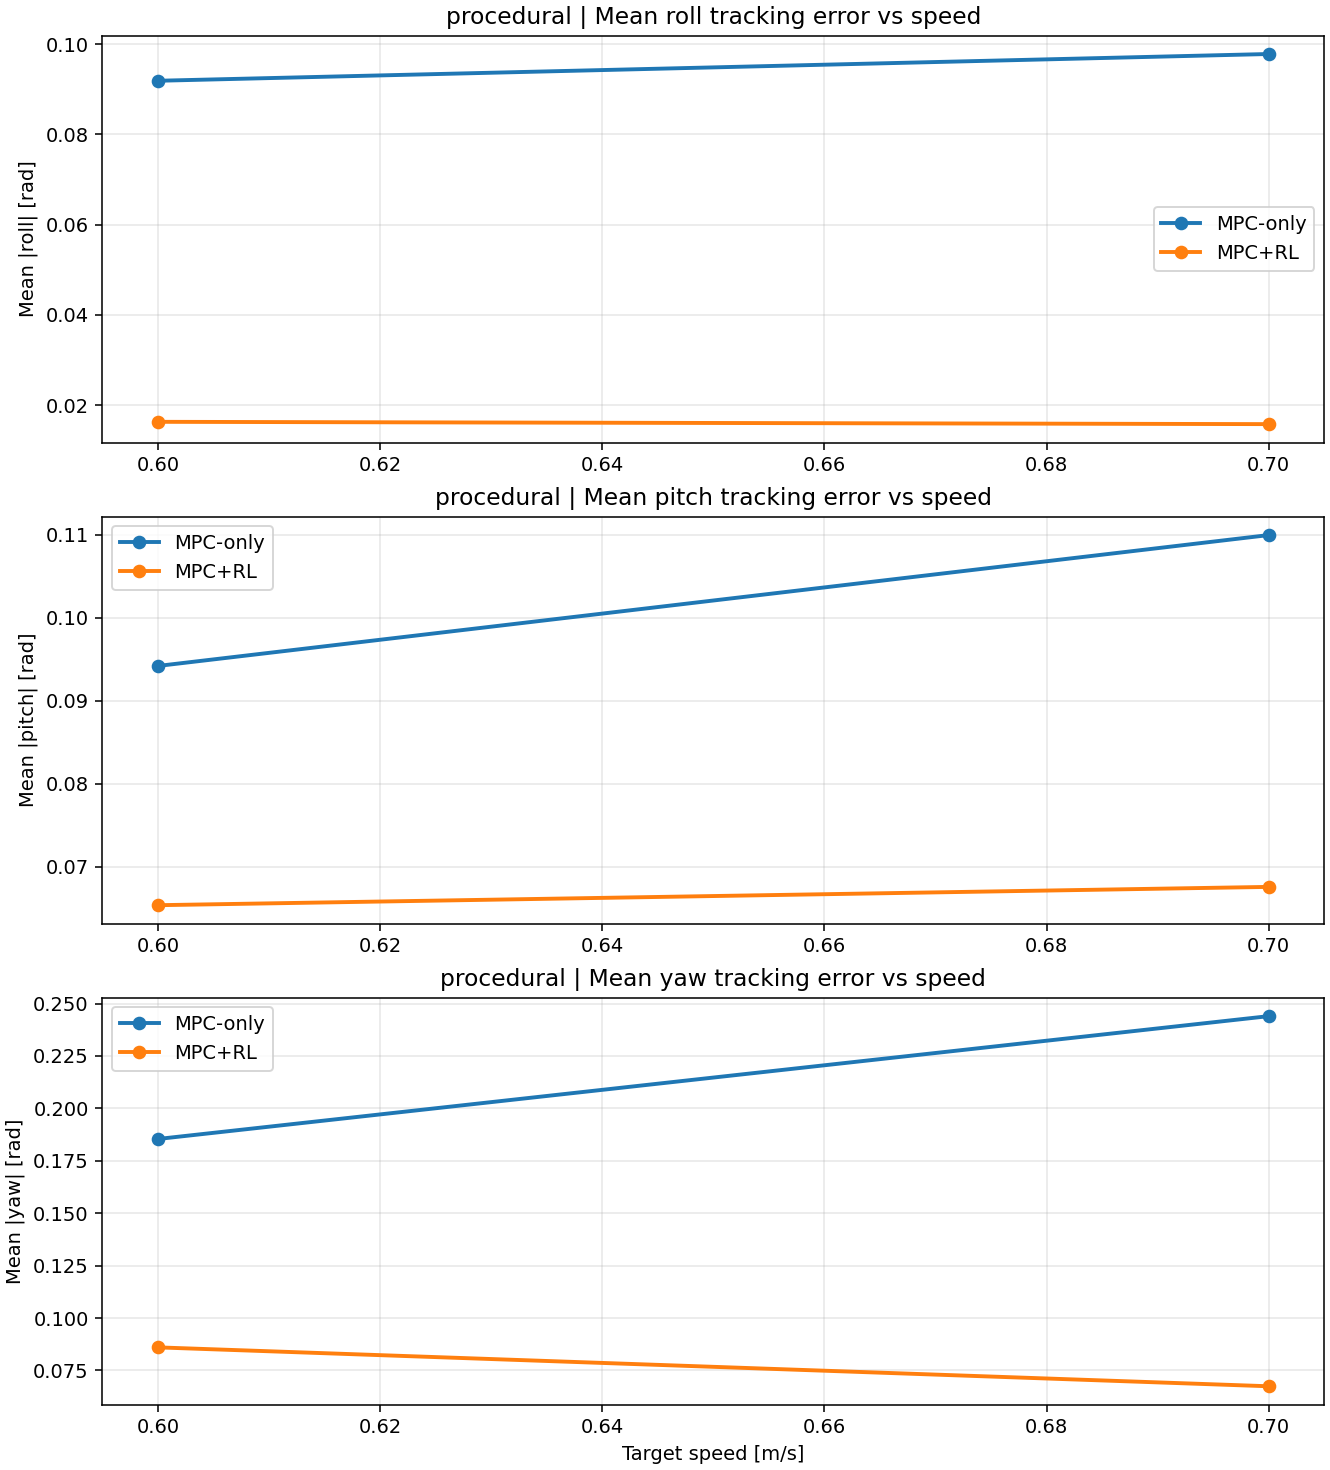 procedural | Mean roll tracking error vs speed
Mean |roll| [rad]
0.10
0.08
0.06
0.04
0.02
MPC-only
MPC+RL
0.60 0.62 0.64 0.66 0.68 0.70
procedural | Mean pitch tracking error vs speed
Mean |pitch| [rad]
0.11
0.10
0.09
0.08
0.07
MPC-only
MPC+RL
0.60 0.62 0.64 0.66 0.68 0.70
procedural | Mean yaw tracking error vs speed
Mean |yaw| [rad]
0.250
0.225
0.200
0.175
0.150
0.125
0.100
0.075
MPC-only
MPC+RL
0.60 0.62 0.64 0.66 0.68 0.70
Target speed [m/s]